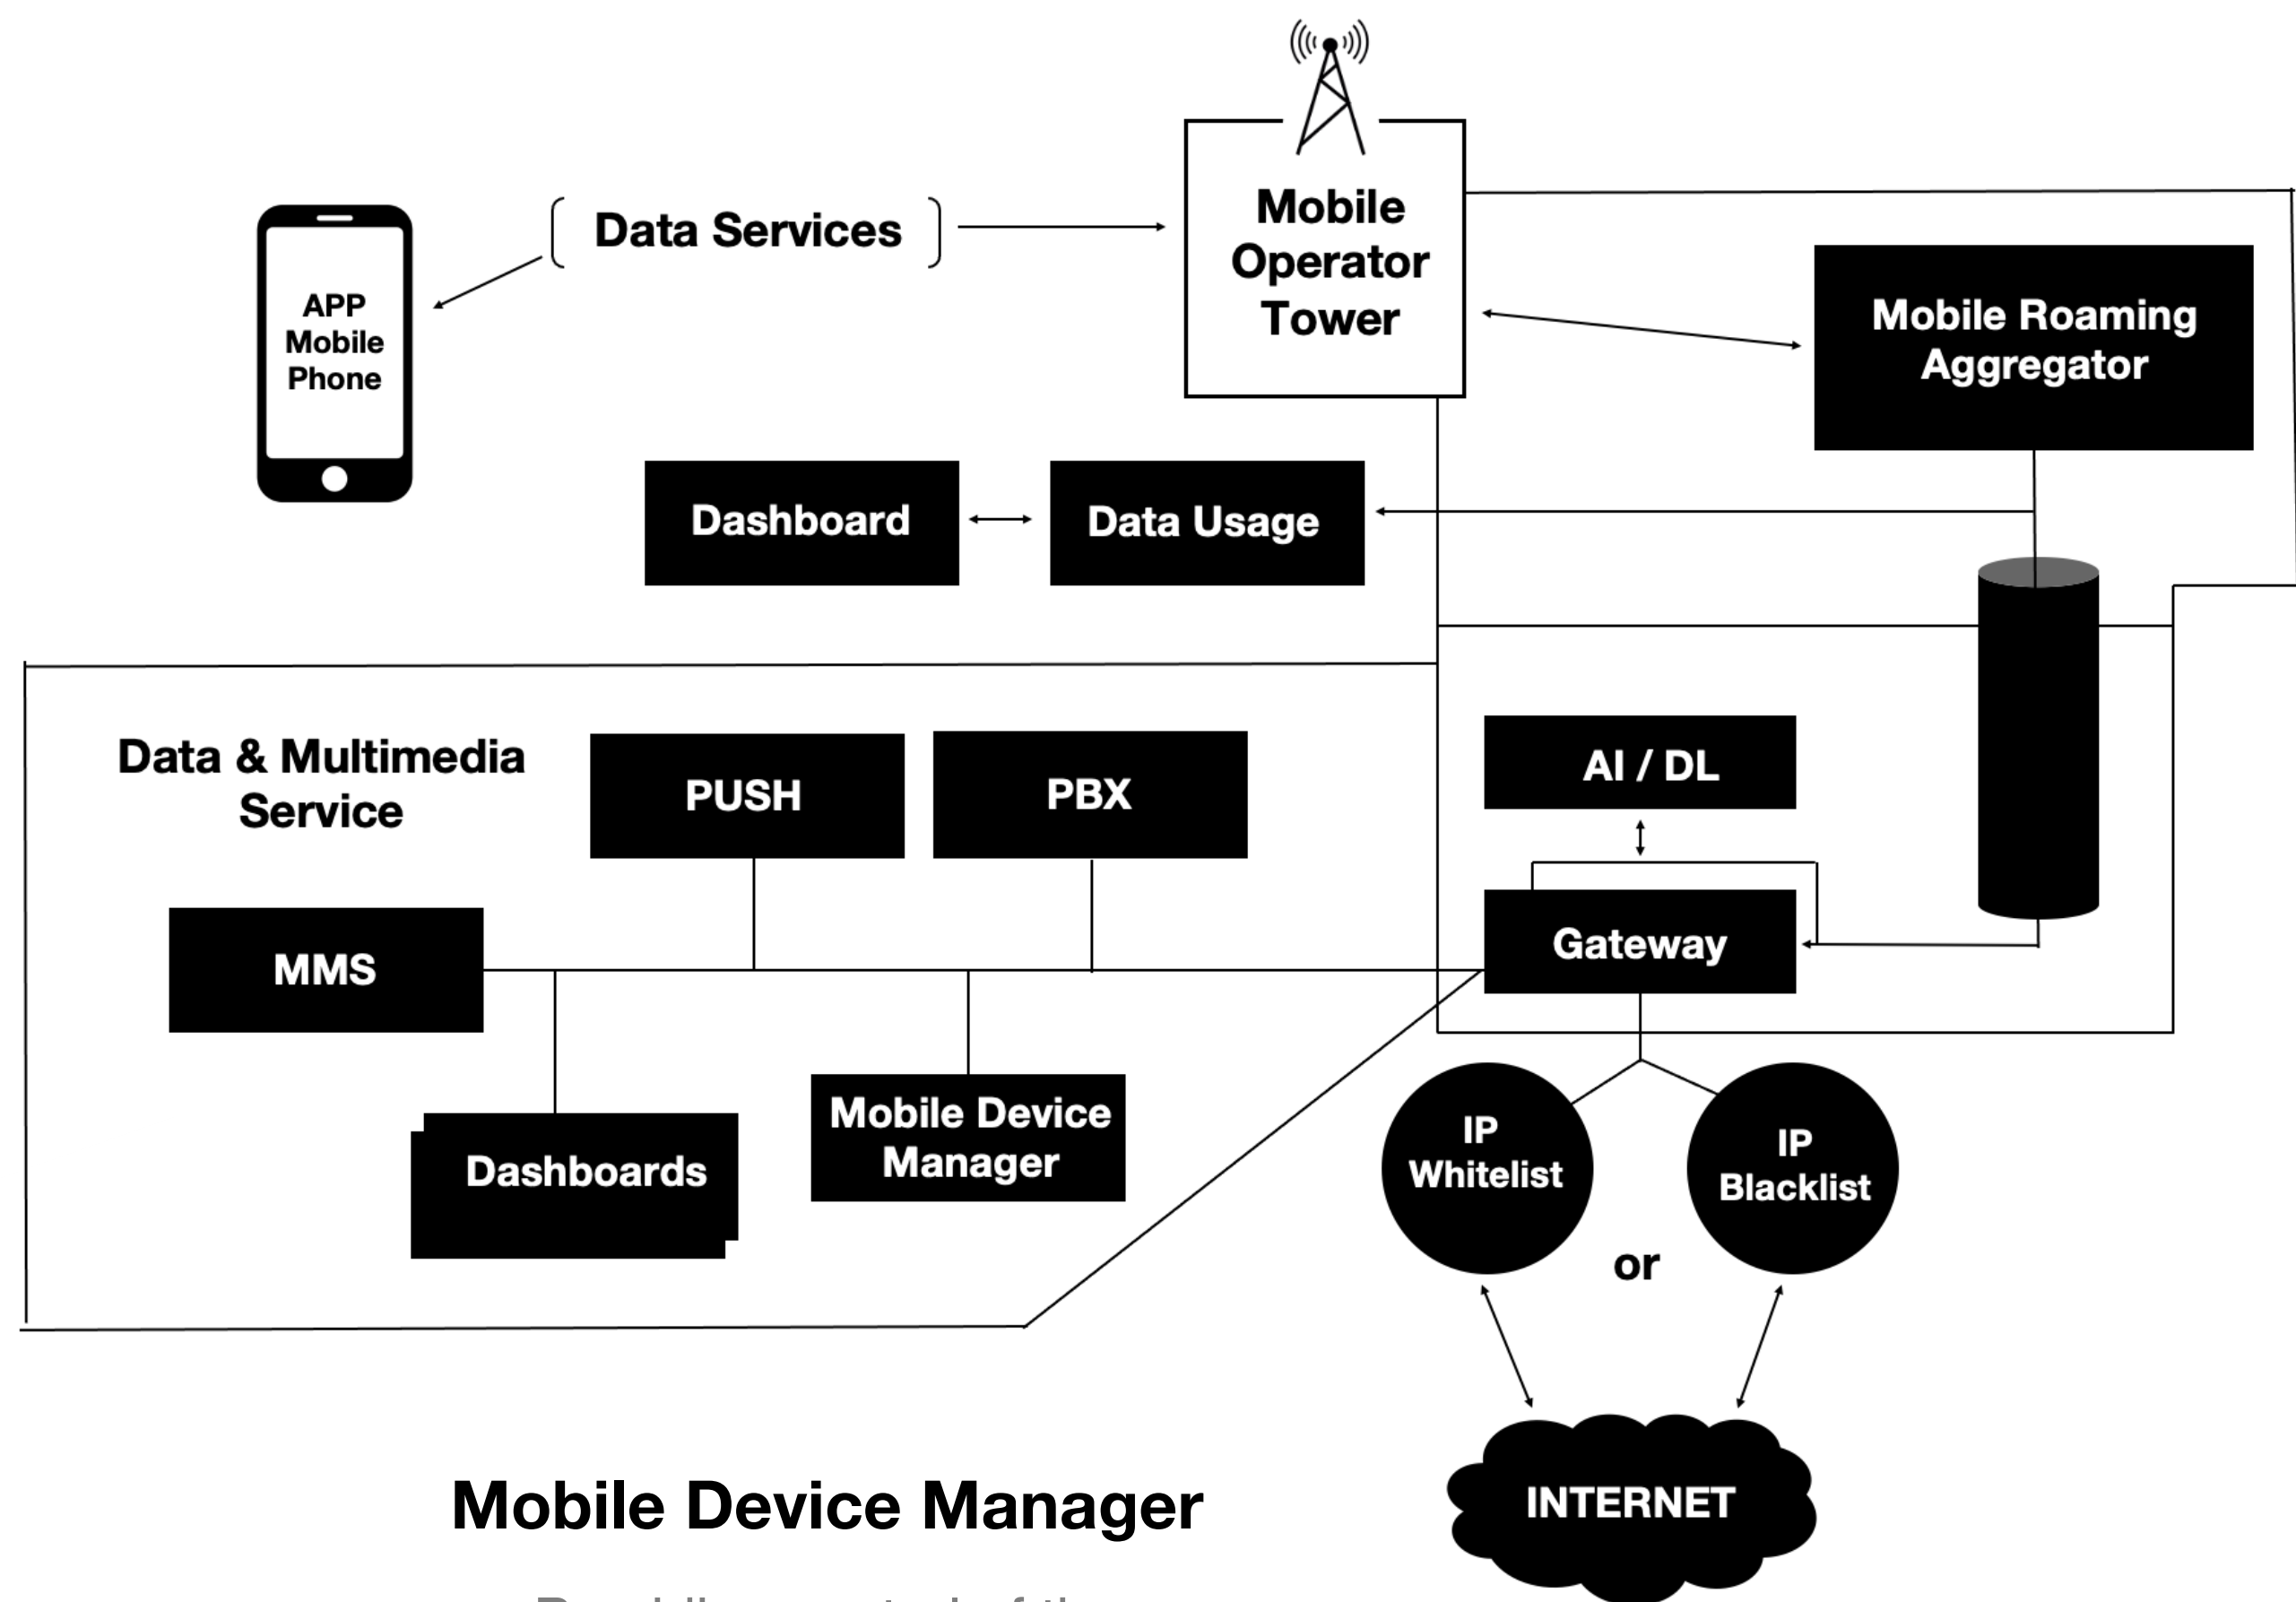 Mobile
Operator
Tower
Data Services
APP
Mobile
Phone
Mobile Roaming
Aggregator
Dashboard
Data Usage
Data & Multimedia
Service
PUSH
PBX
AI / DL
MMS
Gateway
Dashboards
Mobile Device
Manager
IP
Whitelist
or
IP
Blacklist
INTERNET
Mobile Device Manager